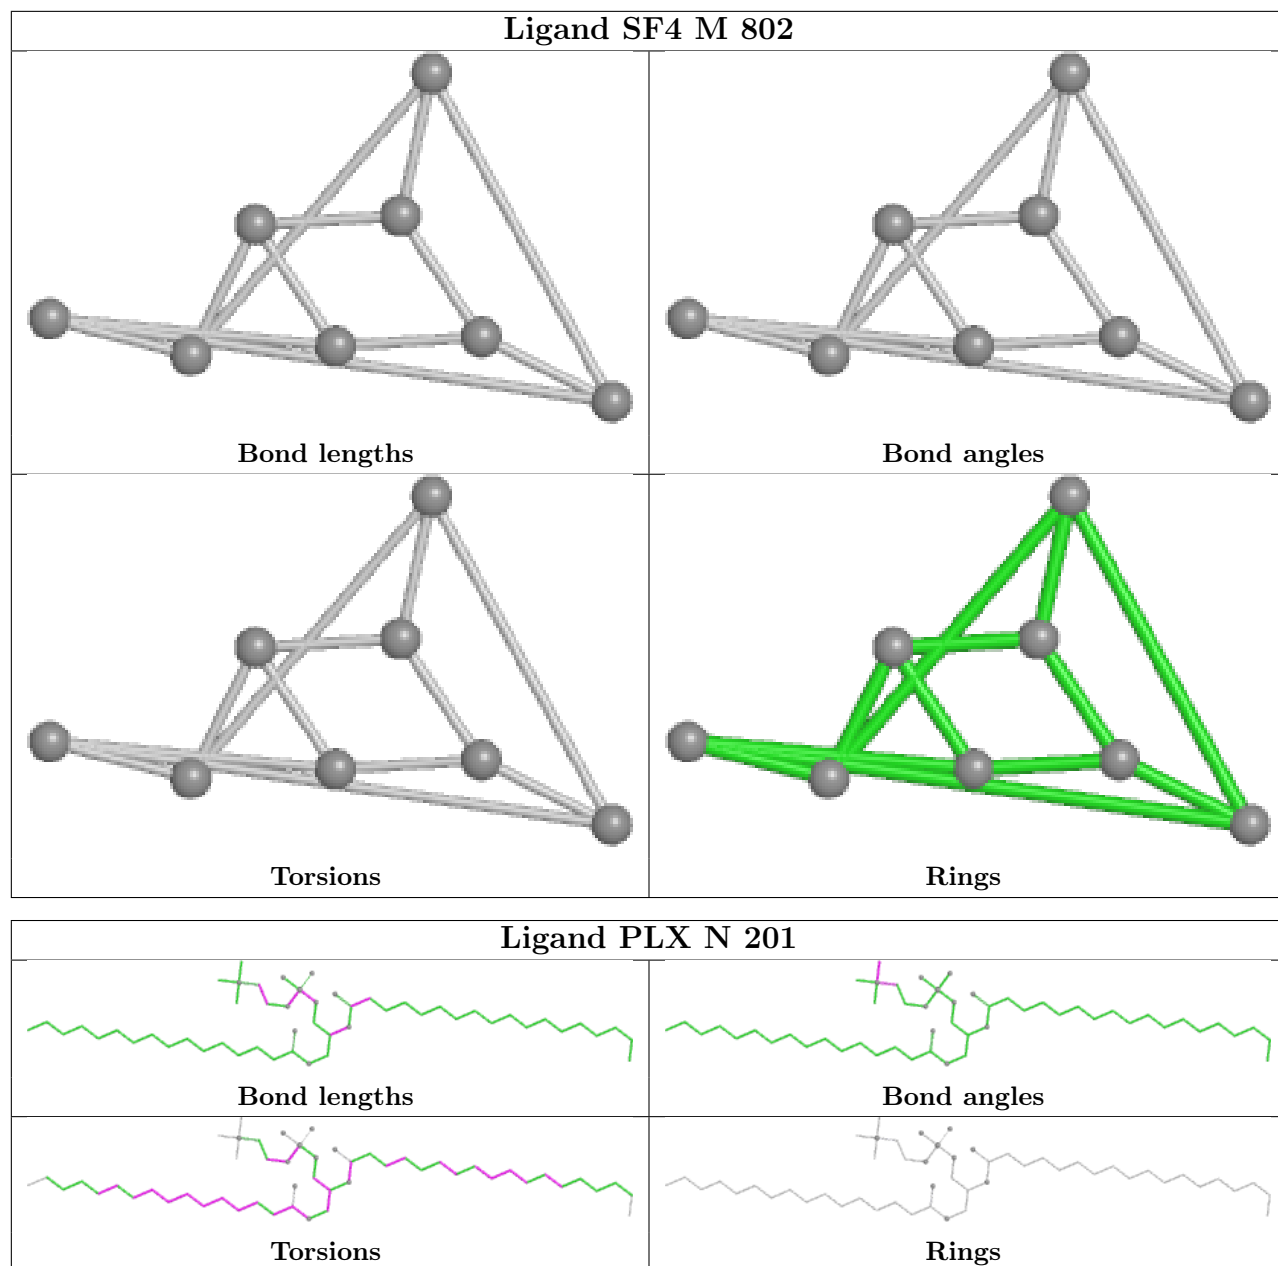 Ligand SF4 M 802
Bond lengths
Bond angles
Torsions
Rings
Ligand PLX N 201
Bond lengths
Bond angles
Torsions
Rings